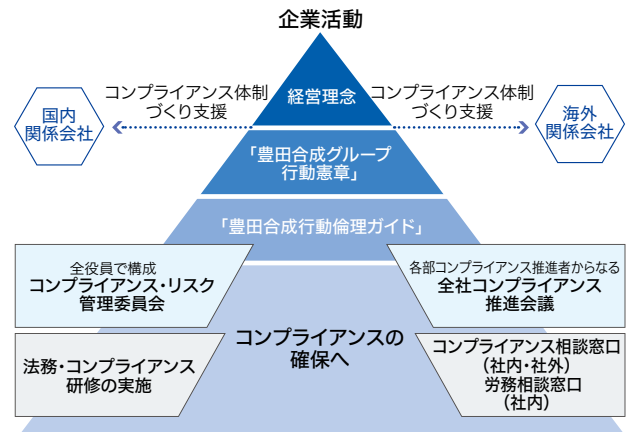 企業活動
経営理念
コンプライアンス体制
づくり支援
コンプライアンス体制
づくり支援
国内
関係会社
海外
関係会社
「豊田合成グループ
行動憲章」
「豊田合成行動倫理ガイド」
全役員で構成
コンプライアンス・リスク
管理委員会
各部コンプライアンス推進者からなる
全社コンプライアンス
推進会議
コンプライアンスの
確保へ
法務・コンプライアンス
研修の実施
コンプライアンス相談窓口
（社内・社外）
労務相談窓口
（社内）